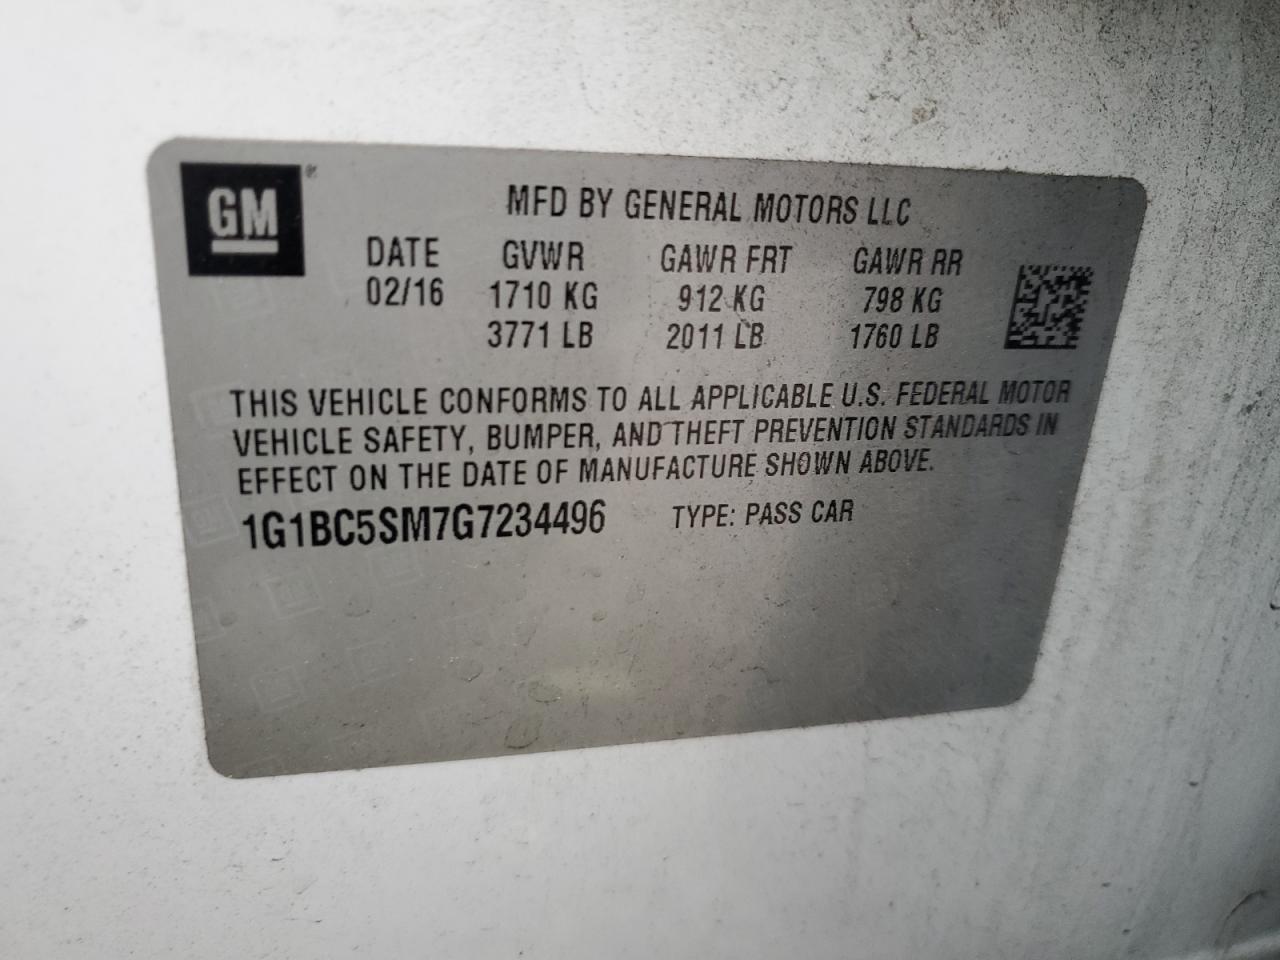 GM®
MFD BY GENERAL MOTORS LLC
DATE GVWR GAWR FRT GAWR RR
02/16 1710 KG 912 KG 798 KG
3771 LB 2011 LB 1760 LB
THIS VEHICLE CONFORMS TO ALL APPLICABLE U.S. FEDERAL MOTOR
VEHICLE SAFETY, BUMPER, AND THEFT PREVENTION STANDARDS IN
EFFECT ON THE DATE OF MANUFACTURE SHOWN ABOVE.
1G1BC5SM7G7234496 TYPE: PASS CAR